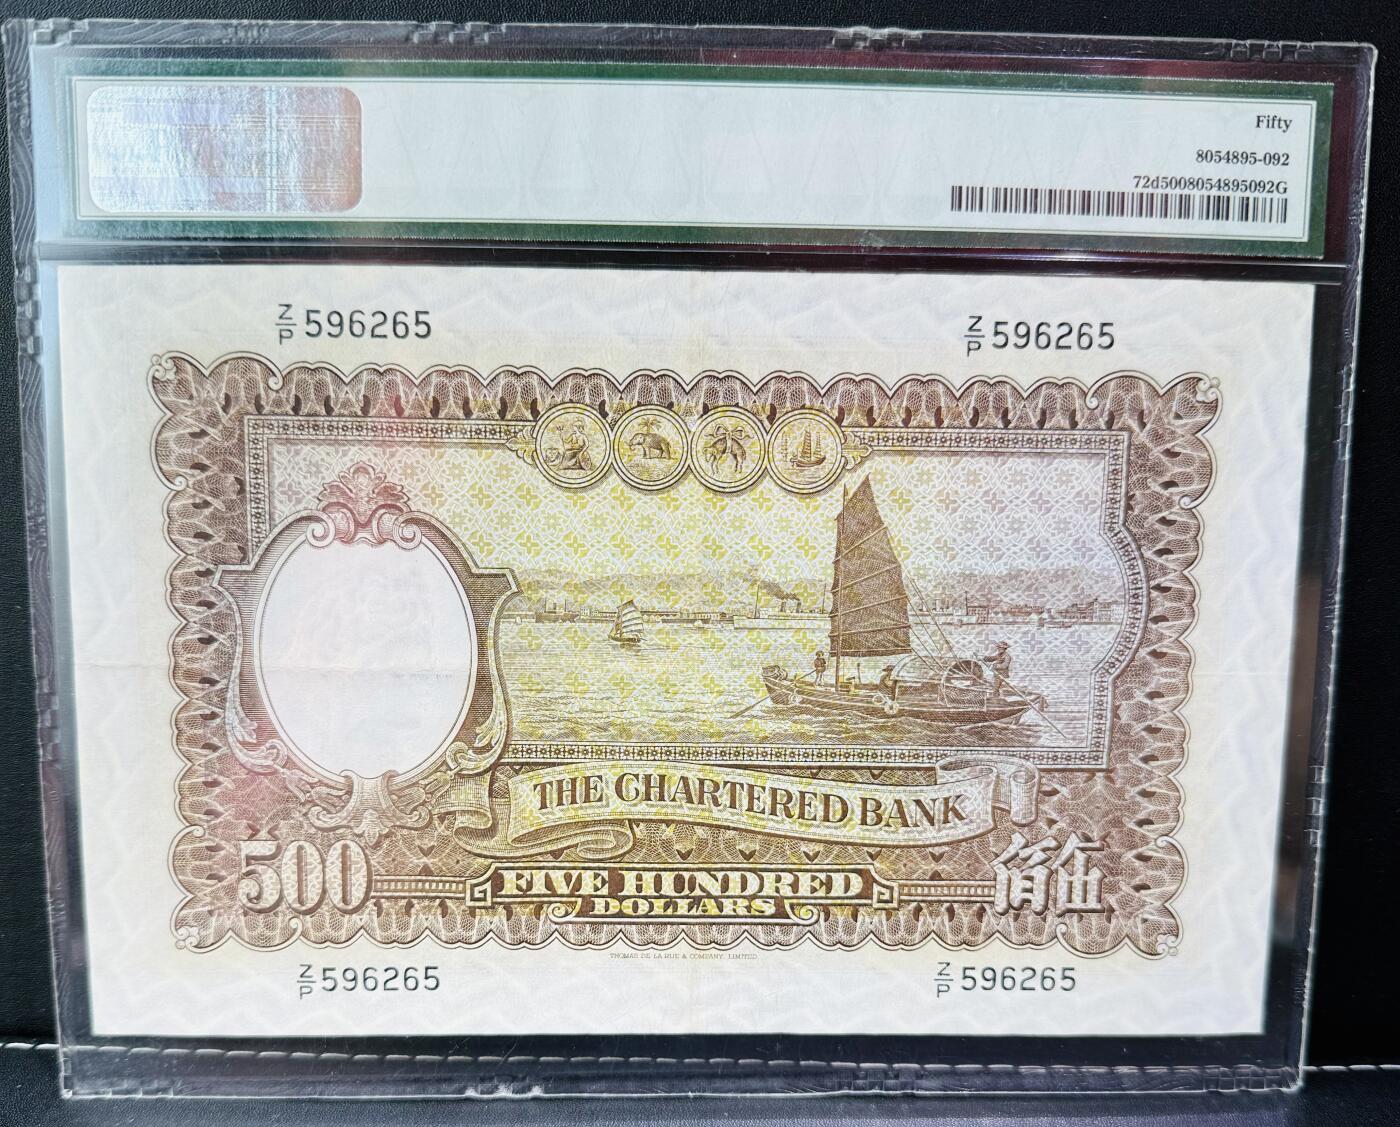 Fifty
8054895-092
72d5008054895092G
Z/P 596265
Z/P 596265
THE CHARTERED BANK
500
伍佰
FIVE HUNDRED
DOLLARS
THOMAS DE LA RUE & COMPANY, LIMITED.
Z/P 596265
Z/P 596265